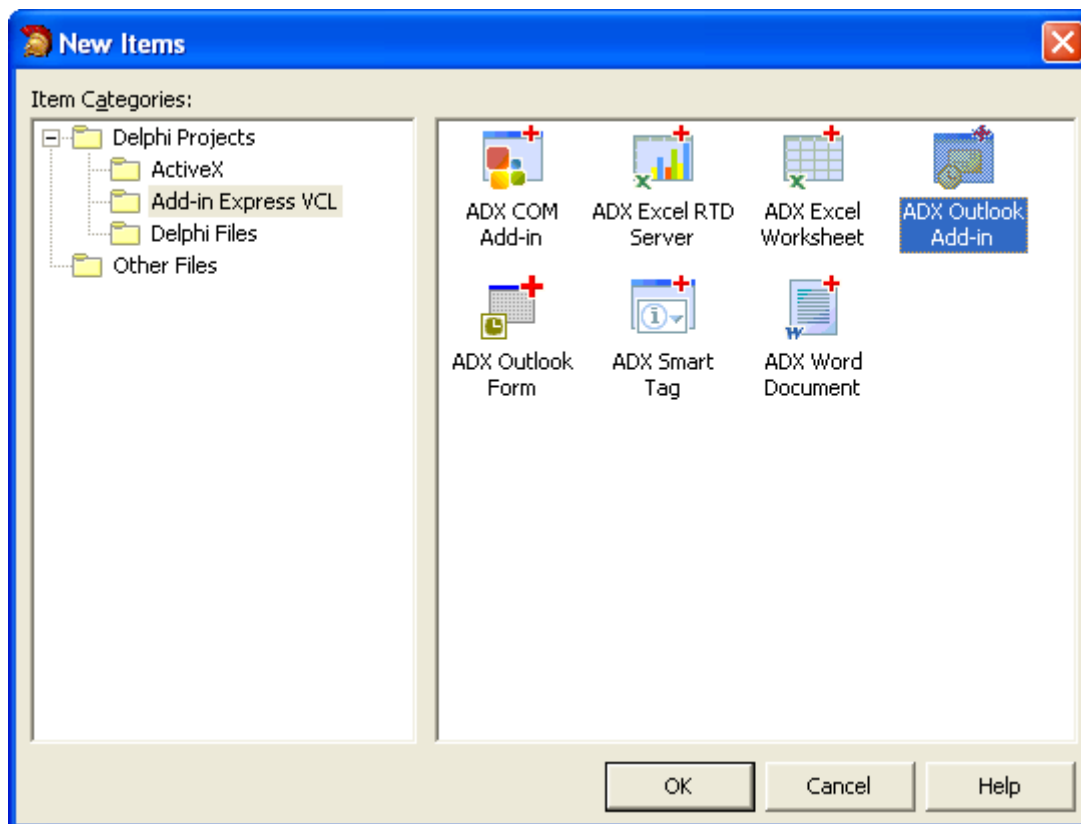 New Items
Item Categories:
Delphi Projects
ActiveX
Add-in Express VCL
Delphi Files
Other Files
ADX COM
Add-in
ADX Excel RTD
Server
ADX Excel
Worksheet
ADX Outlook
Add-in
ADX Outlook
Form
ADX Smart
Tag
ADX Word
Document
OK
Cancel
Help